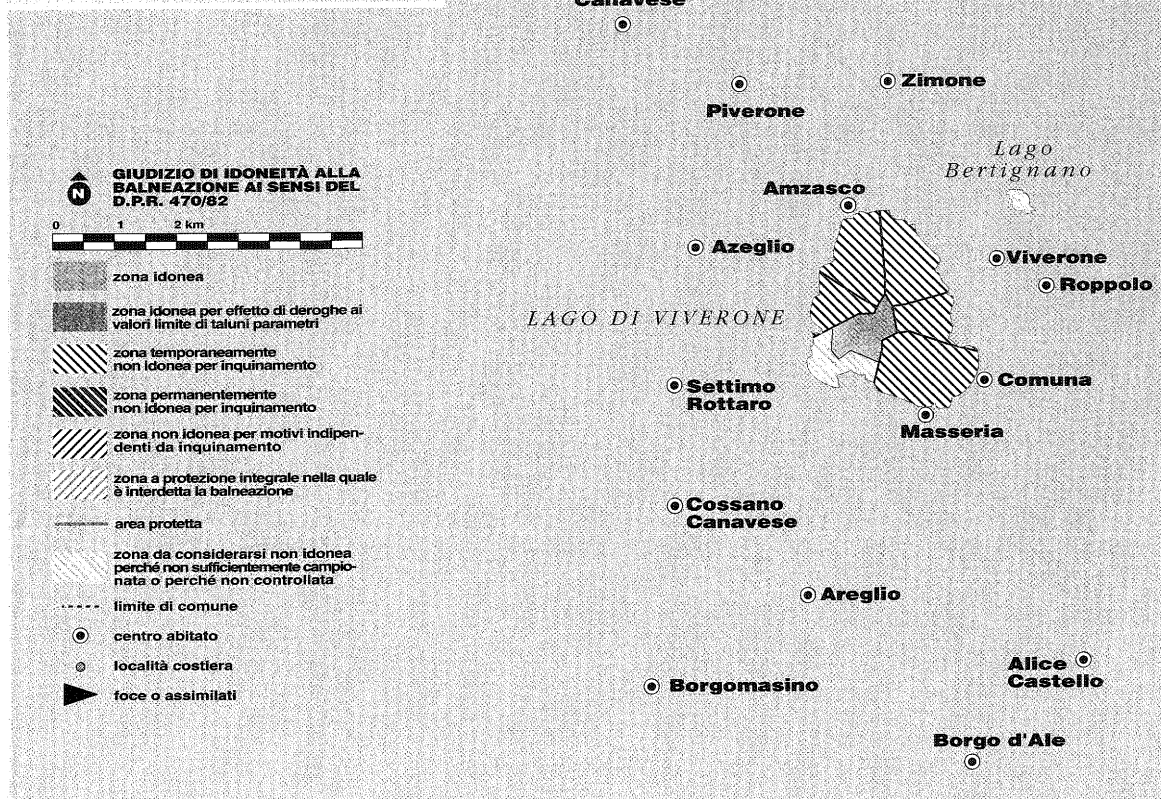 Canavese
Zimone
Piverone
Lago
Bertignano
N
GIUDIZIO DI IDONEITÀ ALLA
BALNEAZIONE AI SENSI DEL
D.P.R. 470/82
Amzasco
0 1 2 km
Azeglio
Viverone
Roppolo
zona idonea
zona idonea per effetto di deroghe ai
valori limite di taluni parametri
LAGO DI VIVERONE
zona temporaneamente
non idonea per inquinamento
Settimo
Rottaro
Comuna
zona permanentemente
non idonea per inquinamento
Masseria
zona non idonea per motivi indipen-
denti da inquinamento
zona a protezione integrale nella quale
è interdetta la balneazione
Cossano
Canavese
area protetta
zona da considerarsi non idonea
perché non sufficientemente campio-
nata o perché non controllata
Areglio
limite di comune
centro abitato
località costiera
foce o assimilati
Alice
Castello
Borgomasino
Borgo d'Ale